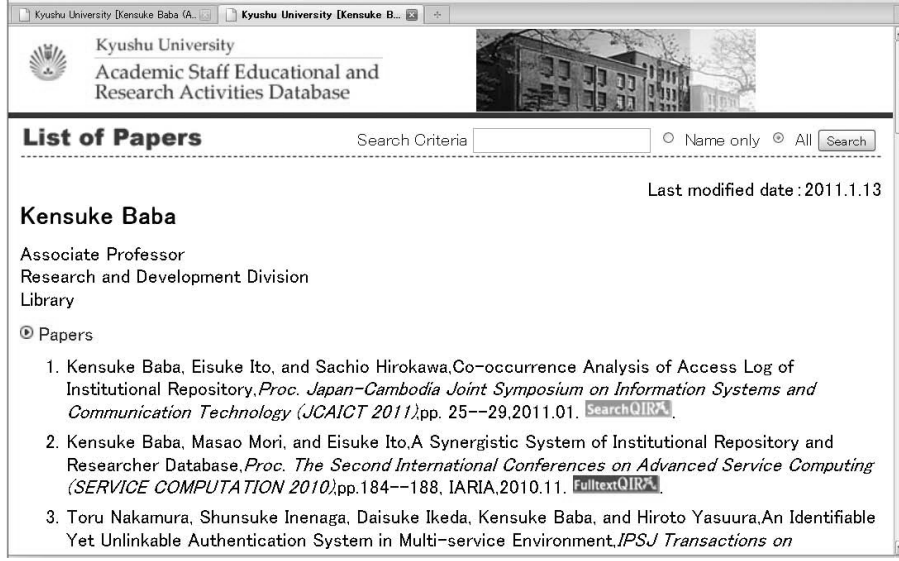 Kyushu University [Kensuke Baba (A...
Kyushu University [Kensuke B...
Kyushu University
Academic Staff Educational and
Research Activities Database
List of Papers
Search Criteria
Name only
All
Search
Last modified date:2011.1.13
Kensuke Baba
Associate Professor
Research and Development Division
Library
Papers
1. Kensuke Baba, Eisuke Ito, and Sachio Hirokawa,Co-occurrence Analysis of Access Log of
Institutional Repository,Proc. Japan-Cambodia Joint Symposium on Information Systems and
Communication Technology (JCAICT 2011),pp. 25--29,2011.01. SearchQIR.
2. Kensuke Baba, Masao Mori, and Eisuke Ito,A Synergistic System of Institutional Repository and
Researcher Database,Proc. The Second International Conferences on Advanced Service Computing
(SERVICE COMPUTATION 2010),pp.184--188, IARIA,2010.11. FulltextQIR.
3. Toru Nakamura, Shunsuke Inenaga, Daisuke Ikeda, Kensuke Baba, and Hiroto Yasuura,An Identifiable
Yet Unlinkable Authentication System in Multi-service Environment,IPSJ Transactions on